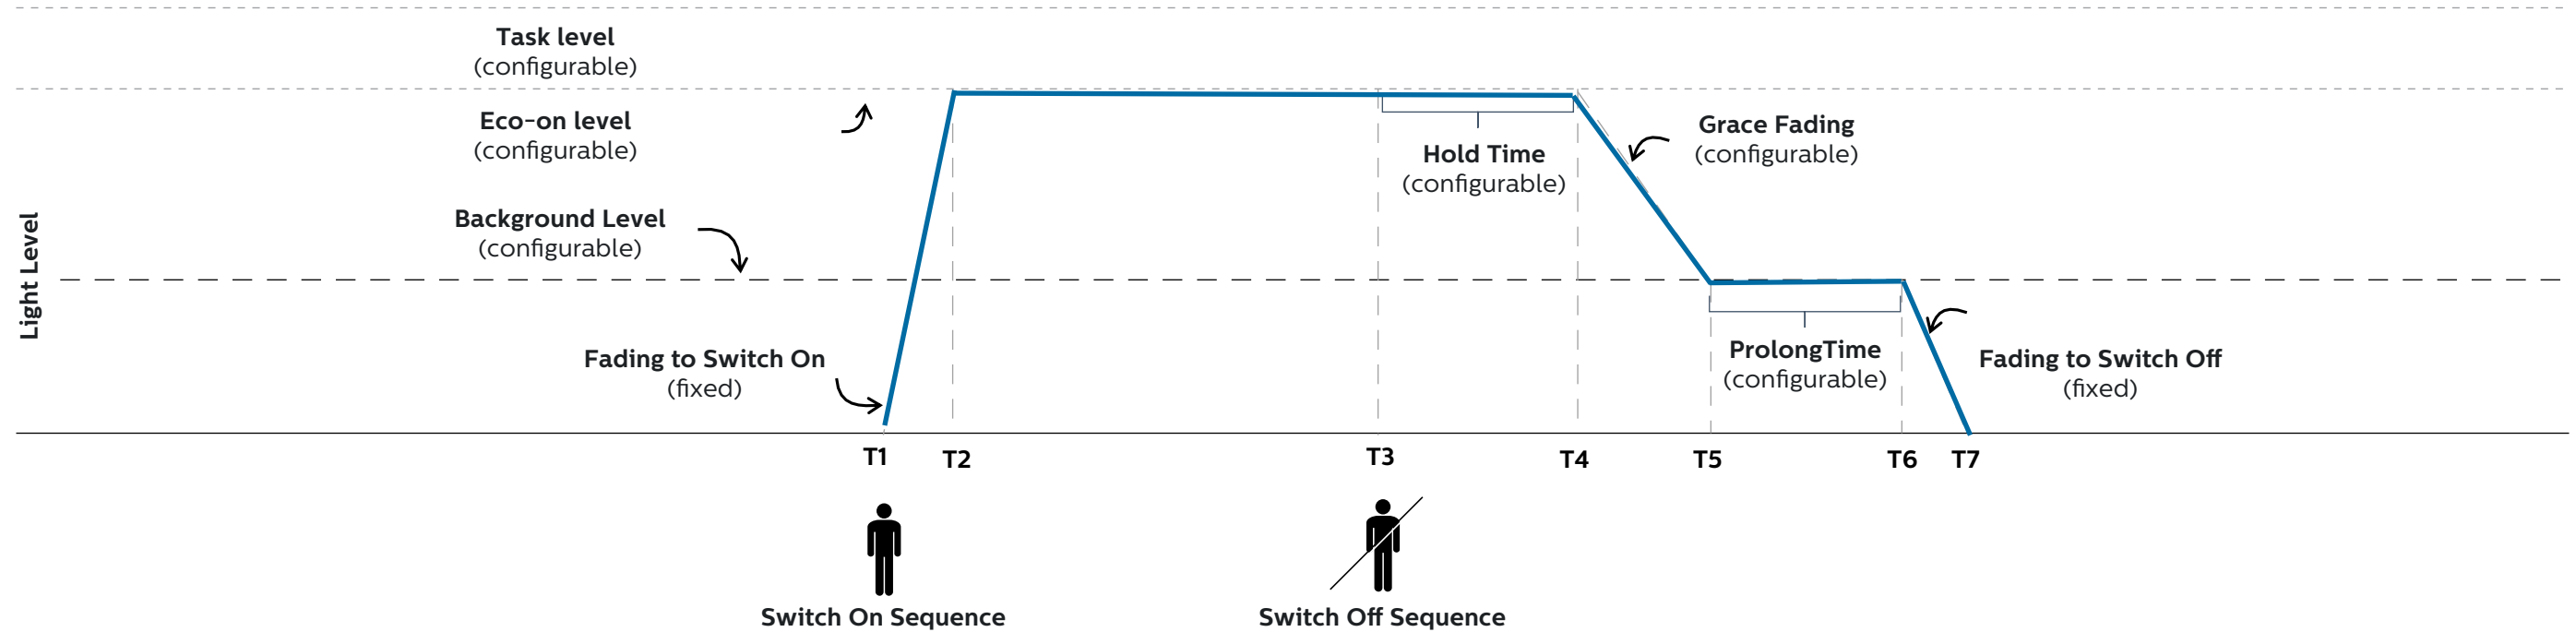 Task level
(configurable)
Eco-on level
(configurable)
Background Level
(configurable)
Light Level
Fading to Switch On
(fixed)
Hold Time
(configurable)
Grace Fading
(configurable)
ProlongTime
(configurable)
Fading to Switch Off
(fixed)
T1
T2
T3
T4
T5
T6
T7
Switch On Sequence
Switch Off Sequence